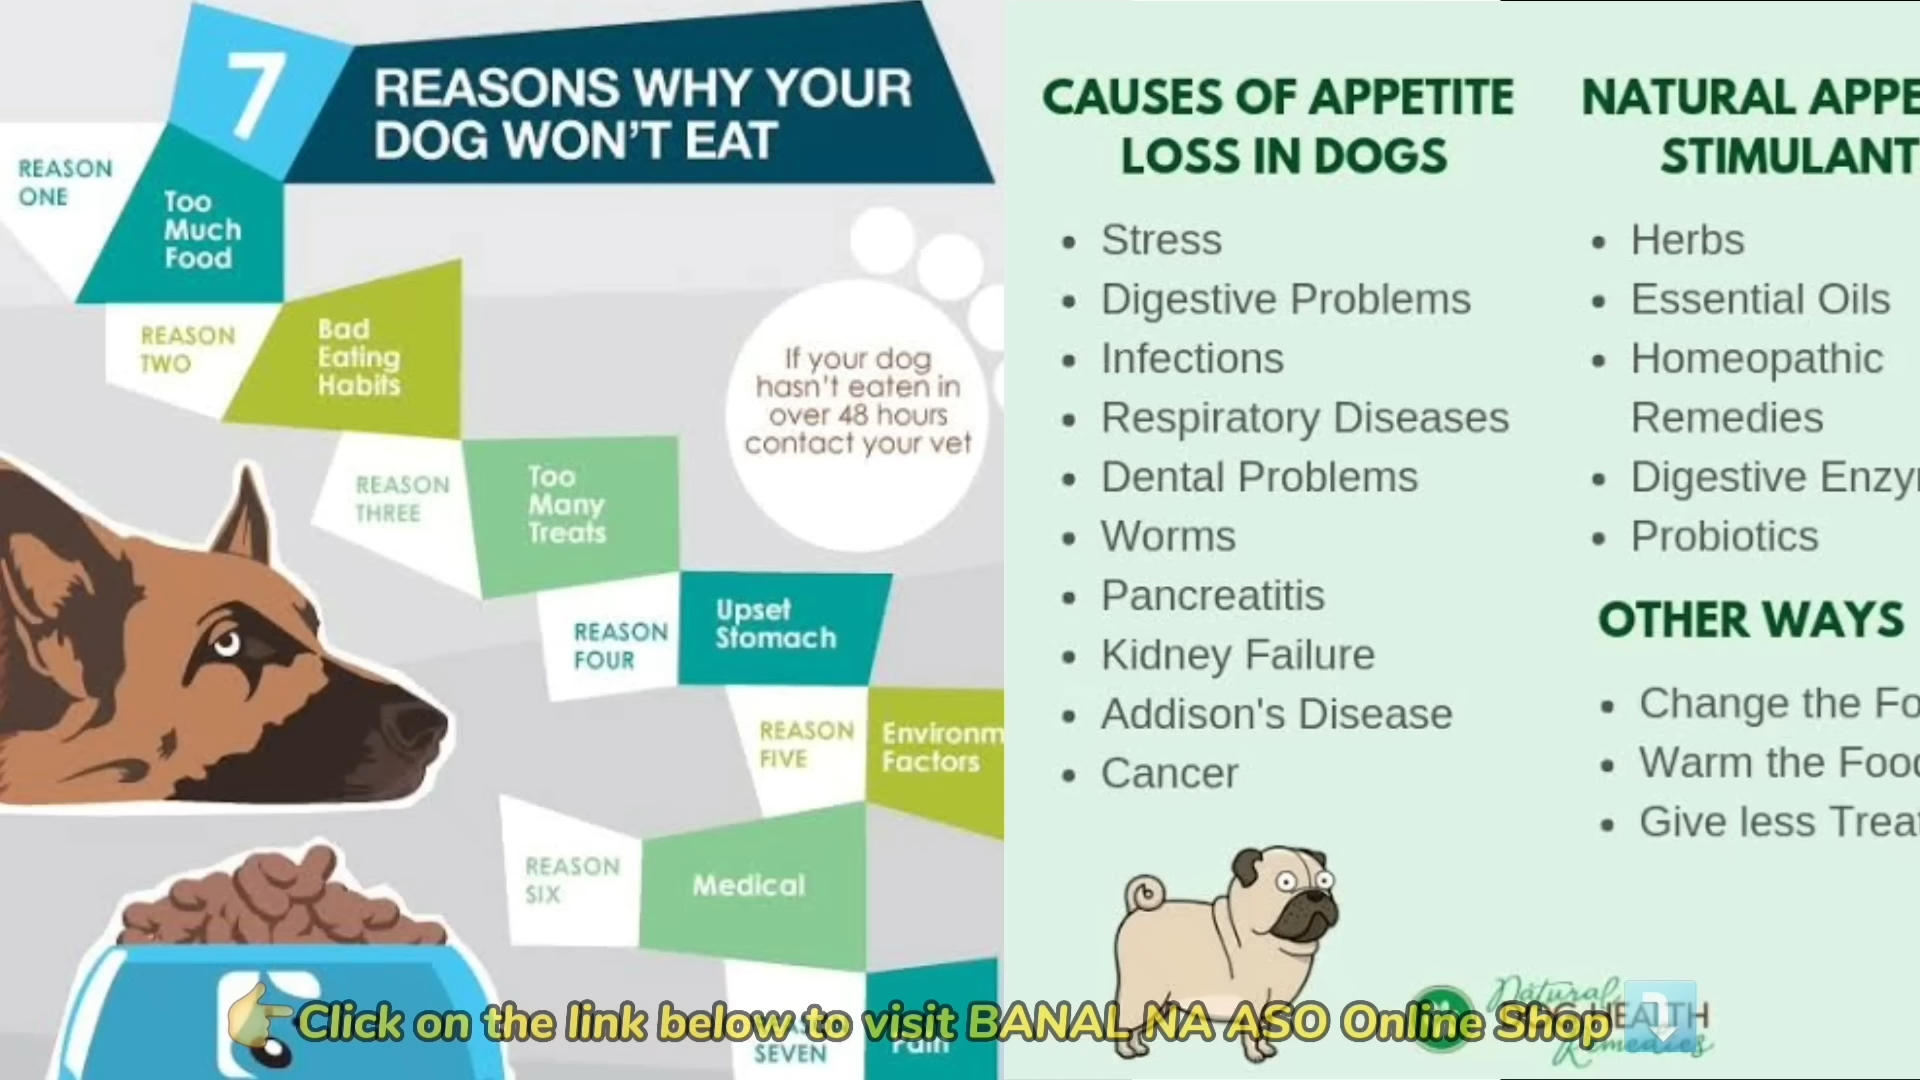 7
REASONS WHY YOUR
DOG WON'T EAT
REASON
ONE
Too
Much
Food
REASON
TWO
Bad
Eating
Habits
If your dog
hasn't eaten in
over 48 hours
contact your vet
REASON
THREE
Too
Many
Treats
REASON
FOUR
Upset
Stomach
REASON
FIVE
Environm
Factors
REASON
SIX
Medical
SEVEN
Pain
CAUSES OF APPETITE
LOSS IN DOGS
• Stress
• Digestive Problems
• Infections
• Respiratory Diseases
• Dental Problems
• Worms
• Pancreatitis
• Kidney Failure
• Addison's Disease
• Cancer
NATURAL APPE
STIMULANT
• Herbs
• Essential Oils
• Homeopathic
Remedies
• Digestive Enzy
• Probiotics
OTHER WAYS
• Change the Fo
• Warm the Food
• Give less Trea
Natural
HEALTH
Remedies
Click on the link below to visit BANAL NA ASO Online Shop